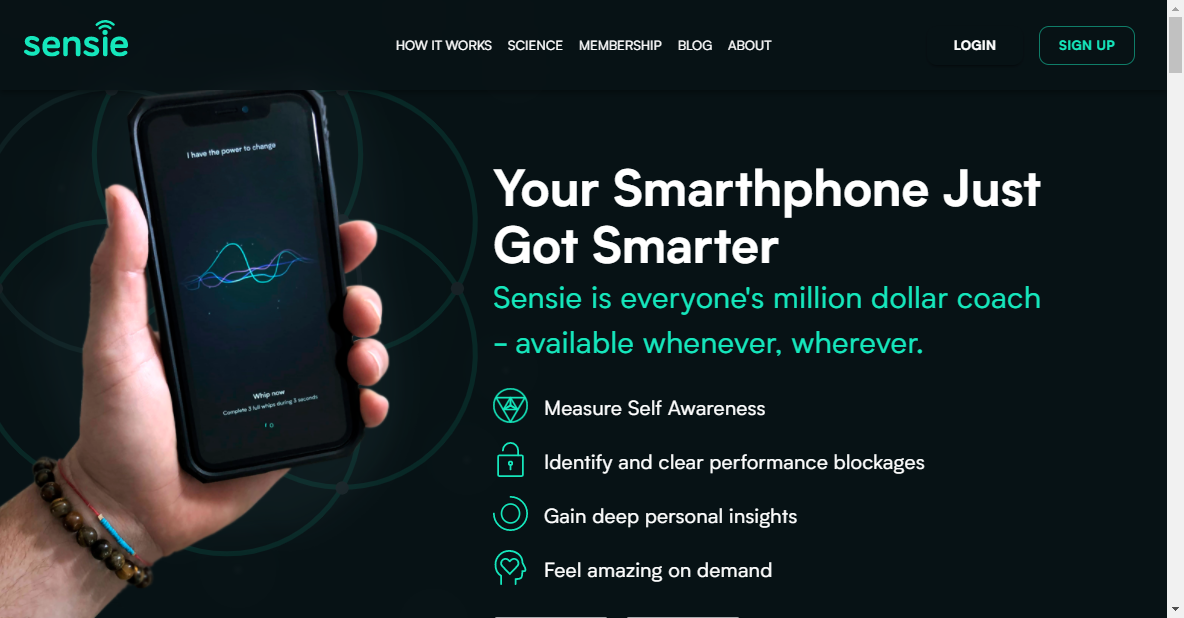 sensie
HOW IT WORKS SCIENCE MEMBERSHIP BLOG ABOUT
LOGIN
SIGN UP
I have the power to change
Whip now
Complete 3 full whips during 3 seconds
Your Smarthphone Just
Got Smarter
Sensie is everyone's million dollar coach
- available whenever, wherever.
Measure Self Awareness
Identify and clear performance blockages
Gain deep personal insights
Feel amazing on demand